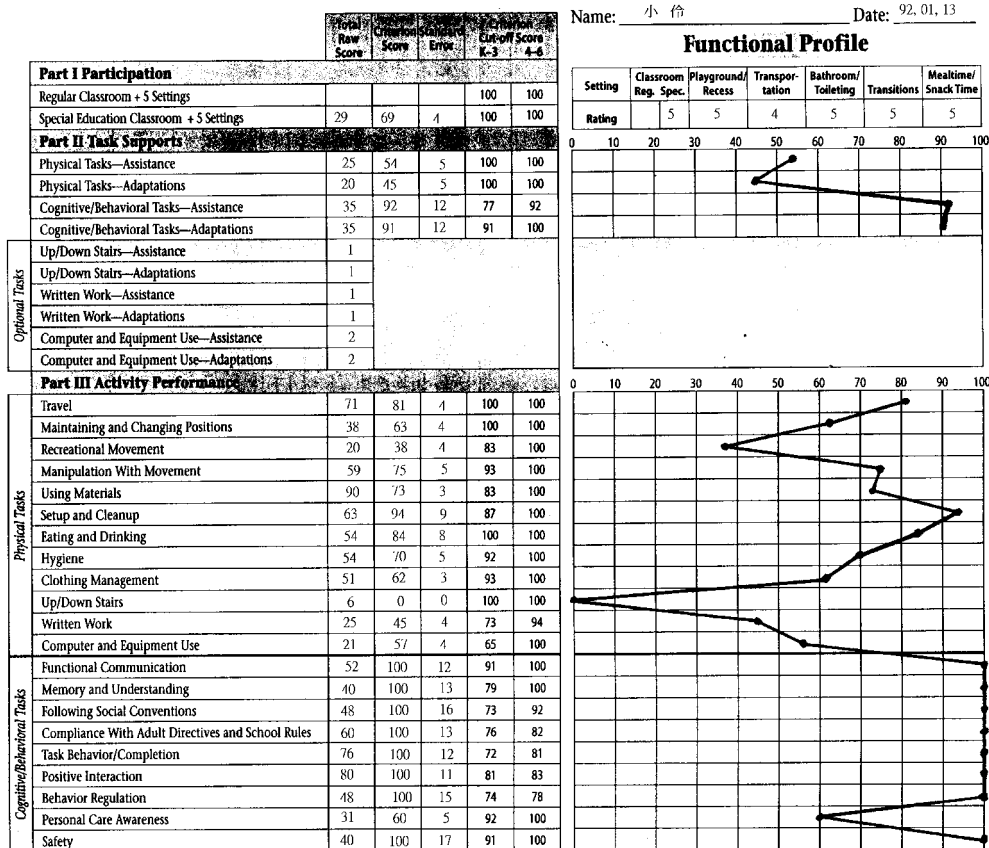 Name: 小 伶 Date: 92, 01, 13
Functional Profile
Total Raw Score Criterion Score Standard Error Criterion Cut-off Score K–3 4–6
Part I Participation
Regular Classroom + 5 Settings 100 100
Special Education Classroom + 5 Settings 29 69 4 100 100
Setting Classroom Reg. Spec. Playground/ Recess Transpor- tation Bathroom/ Toileting Transitions Mealtime/ Snack Time
Rating 5 5 4 5 5 5
Part II Task Supports
0 10 20 30 40 50 60 70 80 90 100
Physical Tasks—Assistance 25 54 5 100 100
Physical Tasks—Adaptations 20 45 5 100 100
Cognitive/Behavioral Tasks—Assistance 35 92 12 77 92
Cognitive/Behavioral Tasks—Adaptations 35 91 12 91 100
Optional Tasks
Up/Down Stairs—Assistance 1
Up/Down Stairs—Adaptations 1
Written Work—Assistance 1
Written Work—Adaptations 1
Computer and Equipment Use—Assistance 2
Computer and Equipment Use—Adaptations 2
Part III Activity Performance
0 10 20 30 40 50 60 70 80 90 100
Physical Tasks
Travel 71 81 4 100 100
Maintaining and Changing Positions 38 63 4 100 100
Recreational Movement 20 38 4 83 100
Manipulation With Movement 59 75 5 93 100
Using Materials 90 73 3 83 100
Setup and Cleanup 63 94 9 87 100
Eating and Drinking 54 84 8 100 100
Hygiene 54 70 5 92 100
Clothing Management 51 62 3 93 100
Up/Down Stairs 6 0 0 100 100
Written Work 25 45 4 73 94
Computer and Equipment Use 21 57 4 65 100
Cognitive/Behavioral Tasks
Functional Communication 52 100 12 91 100
Memory and Understanding 40 100 13 79 100
Following Social Conventions 48 100 16 73 92
Compliance With Adult Directives and School Rules 60 100 13 76 82
Task Behavior/Completion 76 100 12 72 81
Positive Interaction 80 100 11 81 83
Behavior Regulation 48 100 15 74 78
Personal Care Awareness 31 60 5 92 100
Safety 40 100 17 91 100